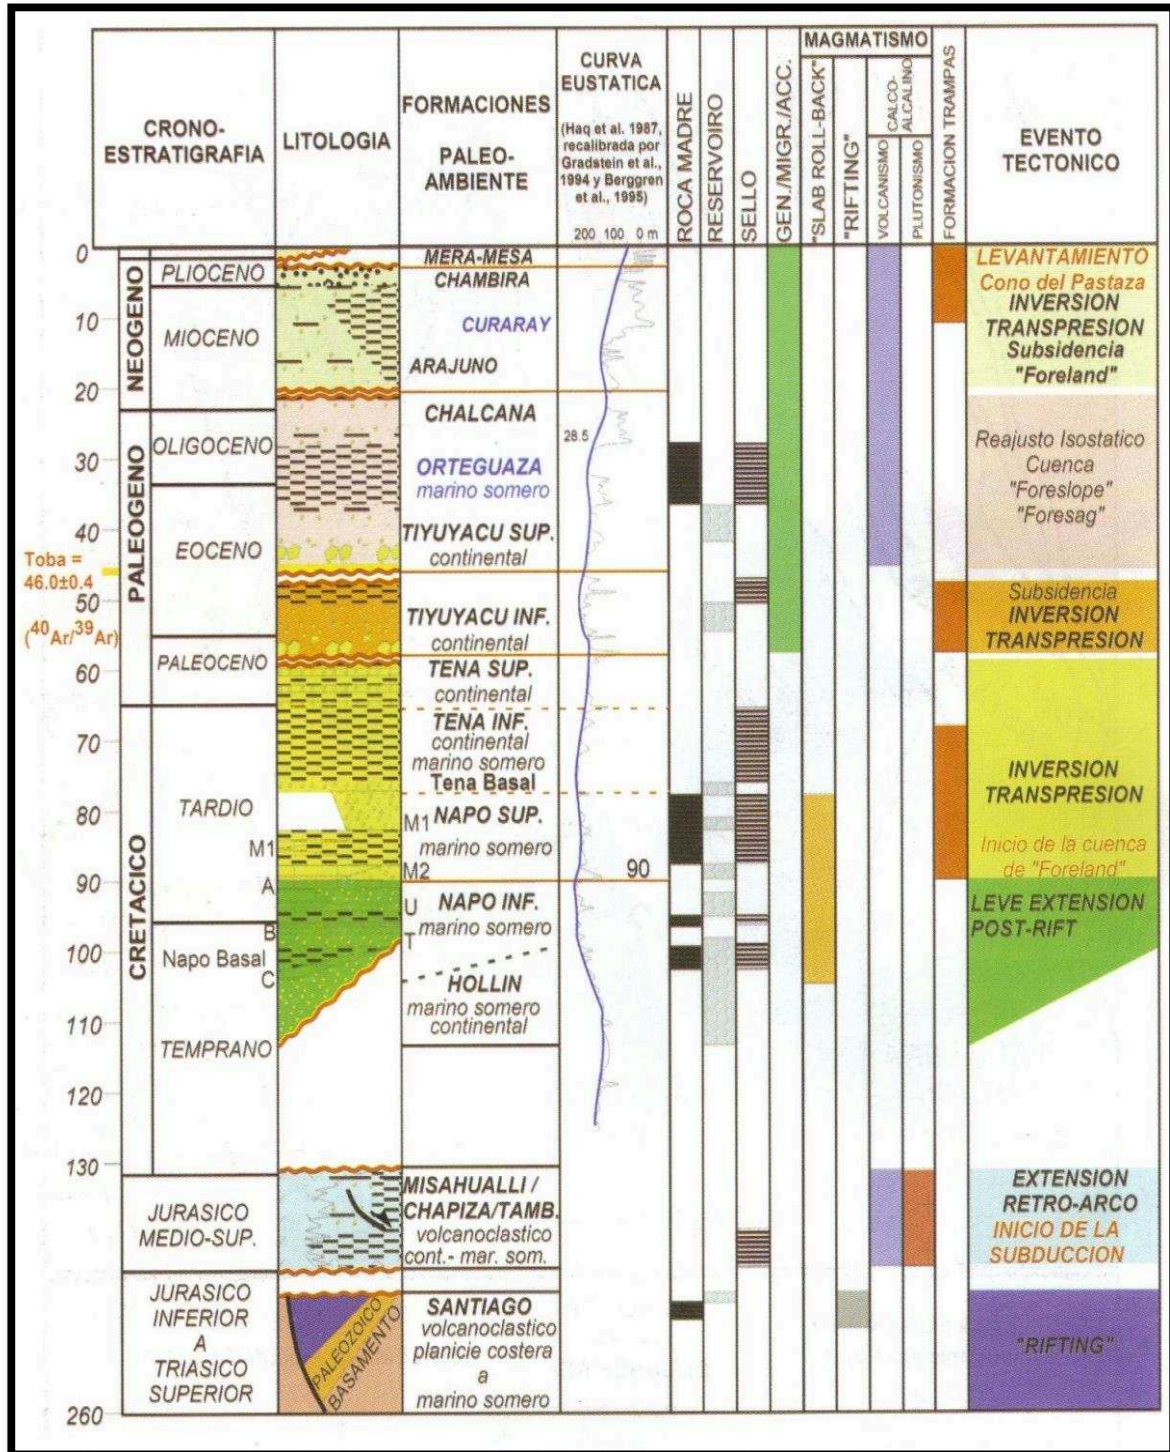 CRONO-
ESTRATIGRAFIA
LITOLOGIA
FORMACIONES
PALEO-
AMBIENTE
CURVA
EUSTATICA
(Haq et al. 1987,
recalibrada por
Gradstein et al.,
1994 y Berggren
et al., 1995)
200 100 0 m
ROCA MADRE
RESERVOIRO
SELLO
GEN./MIGR./ACC.
MAGMATISMO
"SLAB ROLL-BACK"
"RIFTING"
CALCO-
ALCALINO
VOLCANISMO
PLUTONISMO
FORMACION TRAMPAS
EVENTO
TECTONICO
0
10
20
30
40
50
60
70
80
90
100
110
120
130
260
Toba =
46.0±0.4
(40Ar/39Ar)
NEOGENO
PALEOGENO
CRETACICO
PLIOCENO
MIOCENO
OLIGOCENO
EOCENO
PALEOCENO
TARDIO
M1
A
B
Napo Basal
C
TEMPRANO
JURASICO
MEDIO-SUP.
JURASICO
INFERIOR
A
TRIASICO
SUPERIOR
PALEOZOICO
BASAMENTO
MERA-MESA
CHAMBIRA
CURARAY
ARAJUNO
CHALCANA
28.5
ORTEGUAZA
marino somero
TIYUYACU SUP.
continental
TIYUYACU INF.
continental
TENA SUP.
continental
TENA INF.
continental
marino somero
Tena Basal
M1 NAPO SUP.
marino somero
M2
90
U NAPO INF.
marino somero
T
HOLLIN
marino somero
continental
MISAHUALLI /
CHAPIZA/TAMB.
volcanoclastico
cont.- mar. som.
SANTIAGO
volcanoclastico
planicie costera
a
marino somero
LEVANTAMIENTO
Cono del Pastaza
INVERSION
TRANSPRESION
Subsidencia
"Foreland"
Reajusto Isostatico
Cuenca
"Foreslope"
"Foresag"
Subsidencia
INVERSION
TRANSPRESION
INVERSION
TRANSPRESION
Inicio de la cuenca
de "Foreland"
LEVE EXTENSION
POST-RIFT
EXTENSION
RETRO-ARCO
INICIO DE LA
SUBDUCCION
"RIFTING"